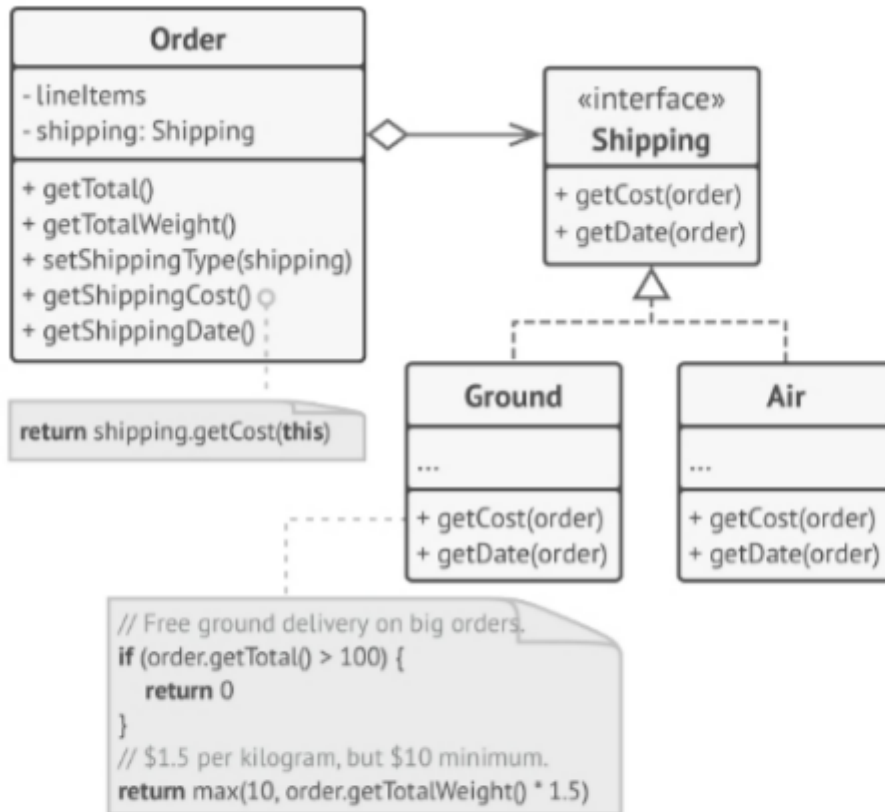 Order
- lineItems
- shipping: Shipping
+ getTotal()
+ getTotalWeight()
+ setShippingType(shipping)
+ getShippingCost()
+ getShippingDate()
return shipping.getCost(this)
«interface»
Shipping
+ getCost(order)
+ getDate(order)
Ground
...
+ getCost(order)
+ getDate(order)
Air
...
+ getCost(order)
+ getDate(order)
// Free ground delivery on big orders.
if (order.getTotal() > 100) {
return 0
}
// $1.5 per kilogram, but $10 minimum.
return max(10, order.getTotalWeight() * 1.5)